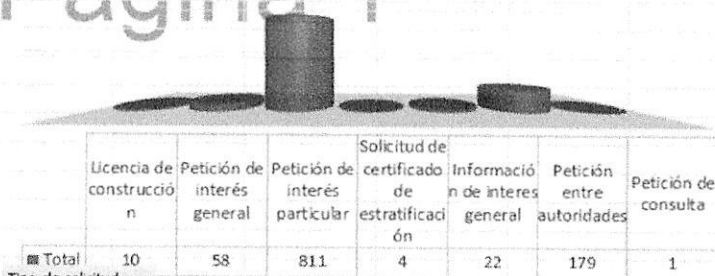 Página 1
Licencia de construcció n
Petición de interés general
Petición de interés particular
Solicitud de certificado de estratificaci ón
Informació n de interes general
Petición entre autoridades
Petición de consulta
Total 10 58 811 4 22 179 1
Tipo de solicitud